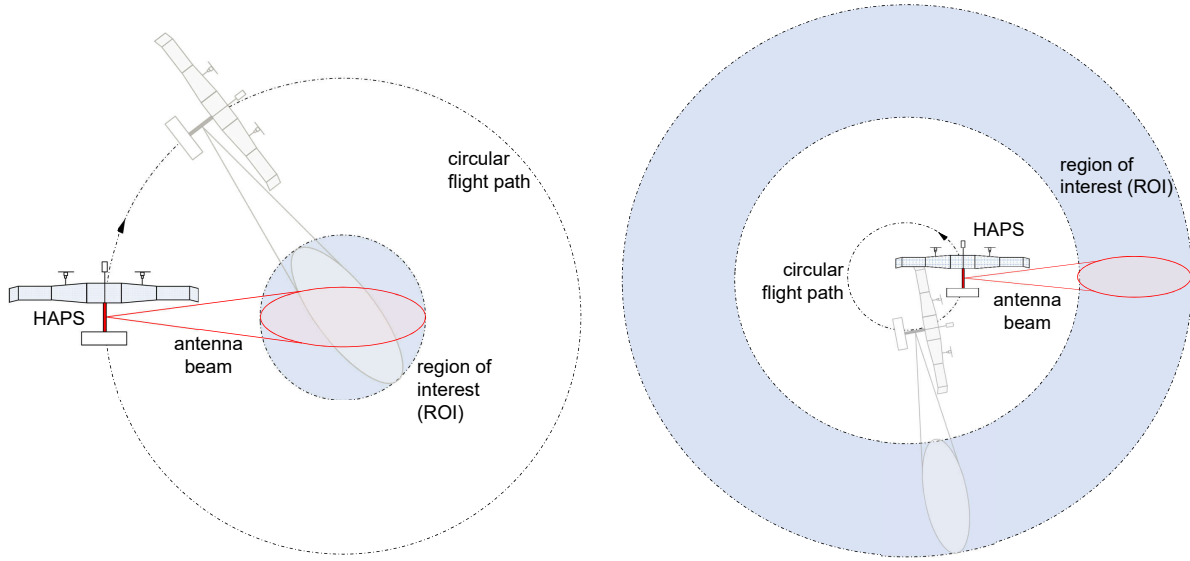 circular
flight path
HAPS
antenna
beam
region of
interest
(ROI)
region of
interest (ROI)
HAPS
circular
flight path
antenna
beam